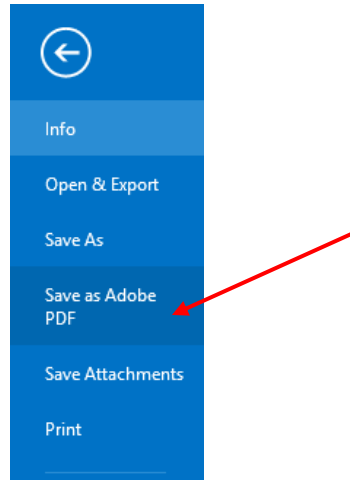 Info
Open & Export
Save As
Save as Adobe
PDF
Save Attachments
Print